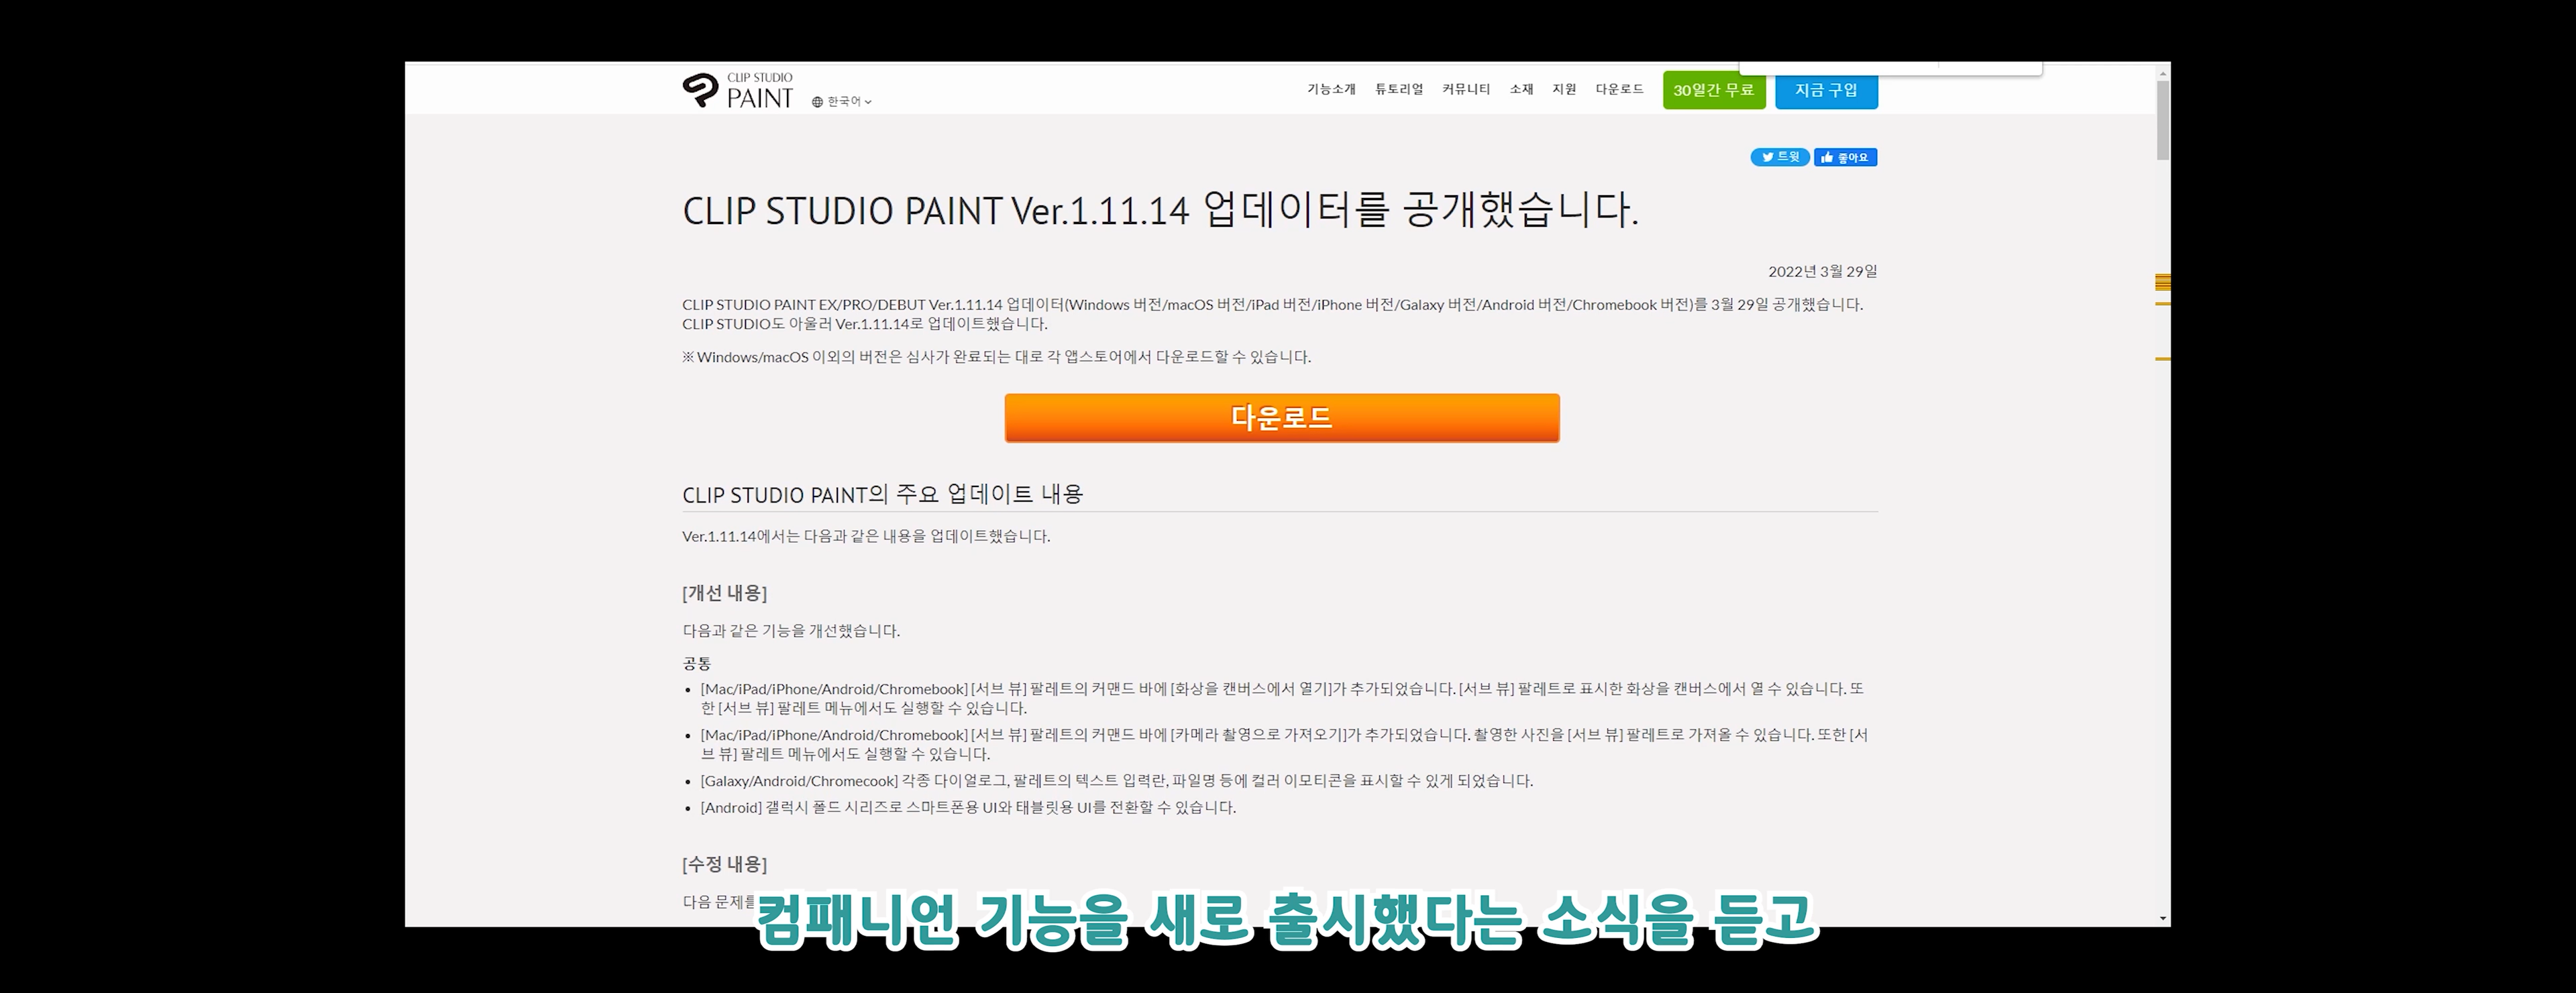 CLIP STUDIO
PAINT
한국어
기능소개 튜토리얼 커뮤니티 소재 지원 다운로드 30일간 무료 지금 구입
트윗 좋아요
CLIP STUDIO PAINT Ver.1.11.14 업데이터를 공개했습니다.
2022년 3월 29일
CLIP STUDIO PAINT EX/PRO/DEBUT Ver.1.11.14 업데이터(Windows 버전/macOS 버전/iPad 버전/iPhone 버전/Galaxy 버전/Android 버전/Chromebook 버전)를 3월 29일 공개했습니다.
CLIP STUDIO도 아울러 Ver.1.11.14로 업데이트했습니다.
※Windows/macOS 이외의 버전은 심사가 완료되는 대로 각 앱스토어에서 다운로드할 수 있습니다.
다운로드
CLIP STUDIO PAINT의 주요 업데이트 내용
Ver.1.11.14에서는 다음과 같은 내용을 업데이트했습니다.
[개선 내용]
다음과 같은 기능을 개선했습니다.
공통
• [Mac/iPad/iPhone/Android/Chromebook] [서브 뷰] 팔레트의 커맨드 바에 [화상을 캔버스에서 열기]가 추가되었습니다. [서브 뷰] 팔레트로 표시한 화상을 캔버스에서 열 수 있습니다. 또
한 [서브 뷰] 팔레트 메뉴에서도 실행할 수 있습니다.
• [Mac/iPad/iPhone/Android/Chromebook] [서브 뷰] 팔레트의 커맨드 바에 [카메라 촬영으로 가져오기]가 추가되었습니다. 촬영한 사진을 [서브 뷰] 팔레트로 가져올 수 있습니다. 또한 [서
브 뷰] 팔레트 메뉴에서도 실행할 수 있습니다.
• [Galaxy/Android/Chromecook] 각종 다이얼로그, 팔레트의 텍스트 입력란, 파일명 등에 컬러 이모티콘을 표시할 수 있게 되었습니다.
• [Android] 갤럭시 폴드 시리즈로 스마트폰용 UI와 태블릿용 UI를 전환할 수 있습니다.
[수정 내용]
다음 문제를
컴패니언 기능을 새로 출시했다는 소식을 듣고